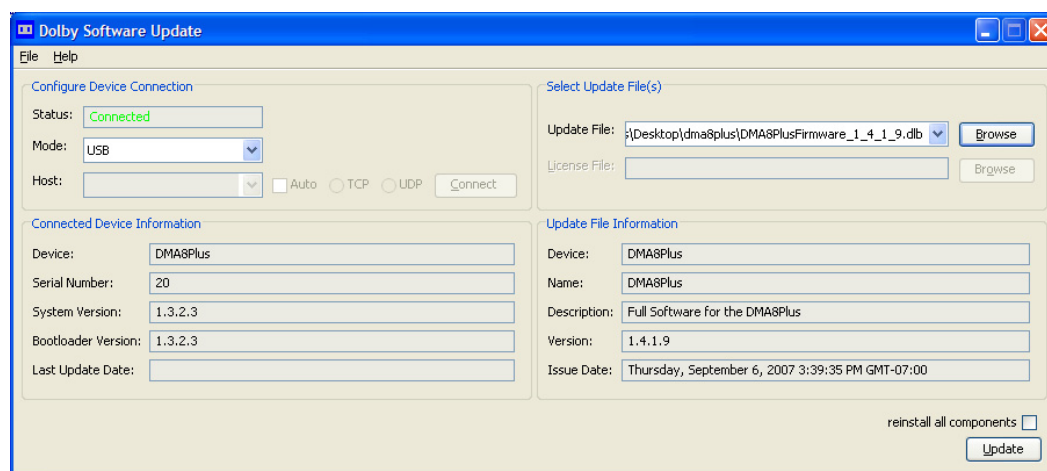 Dolby Software Update
File Help
Configure Device Connection
Status: Connected
Mode: USB
Host: Auto TCP UDP Connect
Select Update File(s)
Update File: s\Desktop\dma8plus\DMA8PlusFirmware_1_4_1_9.dlb Browse
License File: Browse
Connected Device Information
Device: DMA8Plus
Serial Number: 20
System Version: 1.3.2.3
Bootloader Version: 1.3.2.3
Last Update Date:
Update File Information
Device: DMA8Plus
Name: DMA8Plus
Description: Full Software for the DMA8Plus
Version: 1.4.1.9
Issue Date: Thursday, September 6, 2007 3:39:35 PM GMT-07:00
reinstall all components
Update